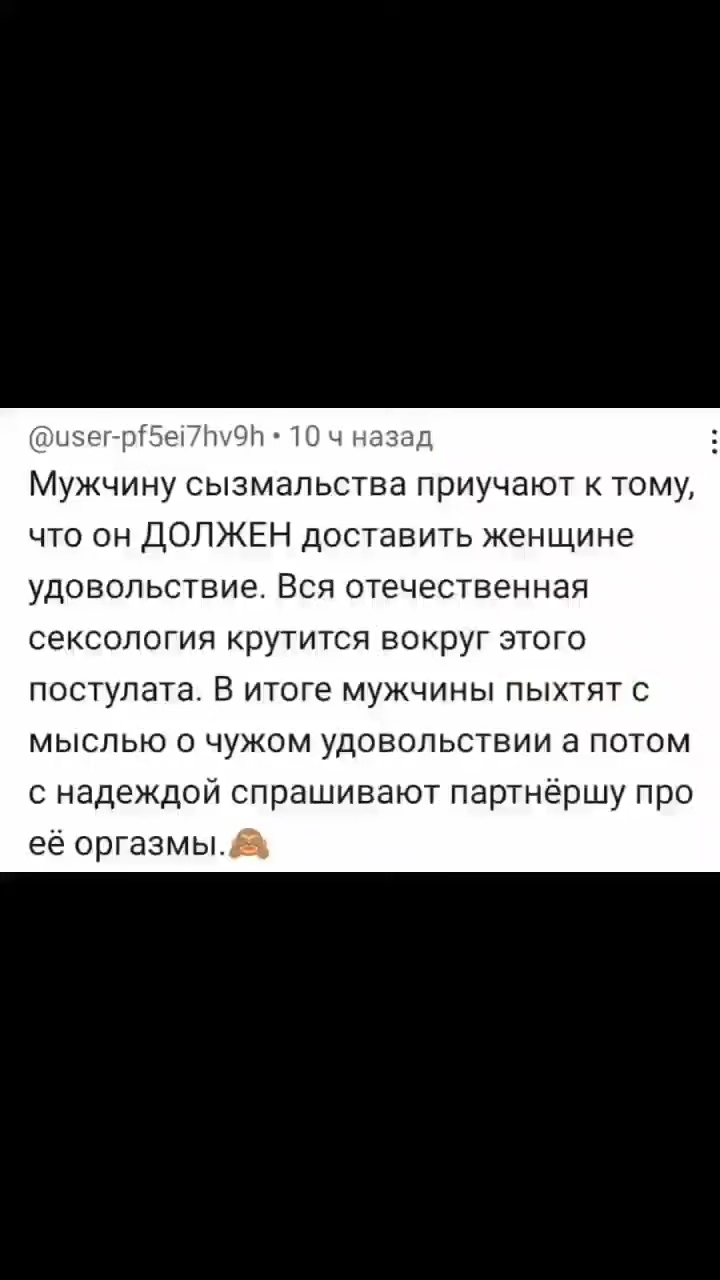 @user-pf5ei7hv9h • 10 ч назад
Мужчину сызмальства приучают к тому,
что он ДОЛЖЕН доставить женщине
удовольствие. Вся отечественная
сексология крутится вокруг этого
постулата. В итоге мужчины пыхтят с
мыслью о чужом удовольствии а потом
с надеждой спрашивают партнёршу про
её оргазмы.🙈